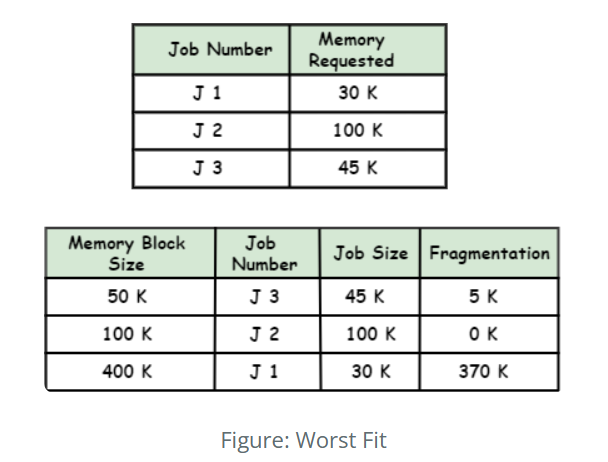 Job Number Memory Requested
J 1 30 K
J 2 100 K
J 3 45 K
Memory Block Size Job Number Job Size Fragmentation
50 K J 3 45 K 5 K
100 K J 2 100 K 0 K
400 K J 1 30 K 370 K
Figure: Worst Fit